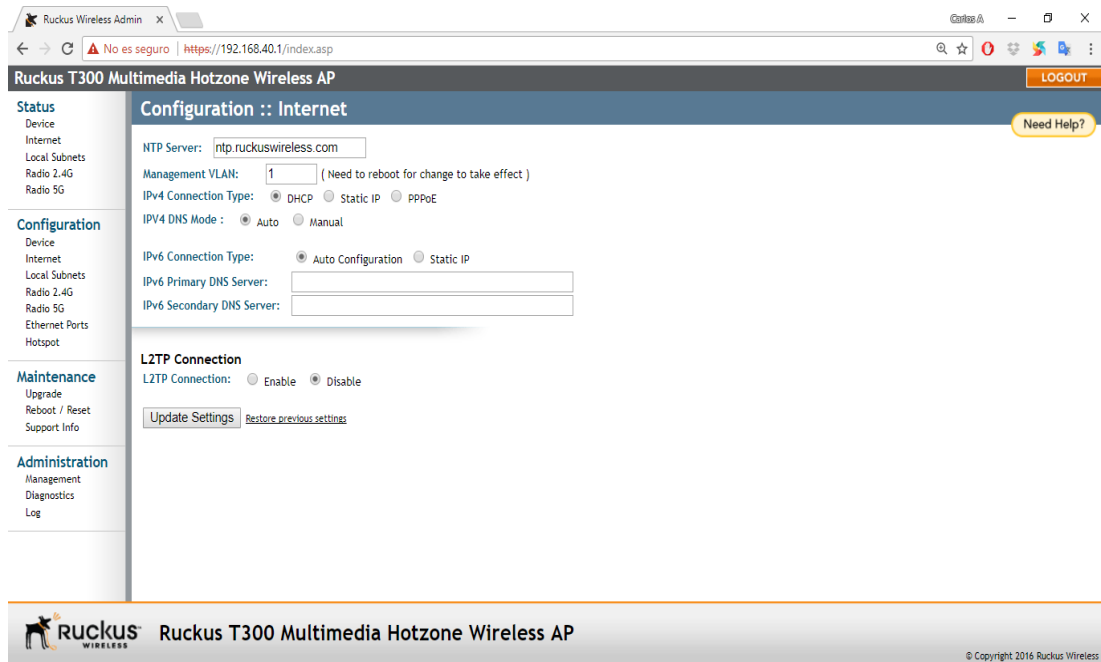 Ruckus Wireless Admin
Carlos A
No es seguro | https://192.168.40.1/index.asp
Ruckus T300 Multimedia Hotzone Wireless AP
LOGOUT
Status
Device
Internet
Local Subnets
Radio 2.4G
Radio 5G
Configuration
Device
Internet
Local Subnets
Radio 2.4G
Radio 5G
Ethernet Ports
Hotspot
Maintenance
Upgrade
Reboot / Reset
Support Info
Administration
Management
Diagnostics
Log
Configuration :: Internet
Need Help?
NTP Server: ntp.ruckuswireless.com
Management VLAN: 1 ( Need to reboot for change to take effect )
IPv4 Connection Type: DHCP Static IP PPPoE
IPV4 DNS Mode : Auto Manual
IPv6 Connection Type: Auto Configuration Static IP
IPv6 Primary DNS Server:
IPv6 Secondary DNS Server:
L2TP Connection
L2TP Connection: Enable Disable
Update Settings Restore previous settings
Ruckus WIRELESS
Ruckus T300 Multimedia Hotzone Wireless AP
© Copyright 2016 Ruckus Wireless